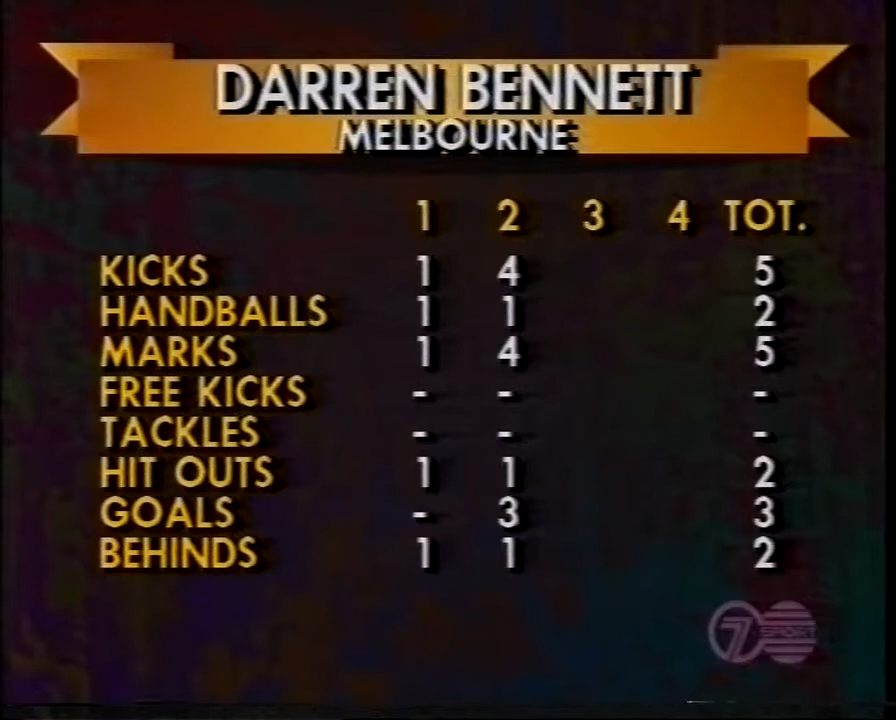 DARREN BENNETT
MELBOURNE
1 2 3 4 TOT.
KICKS 1 4 5
HANDBALLS 1 1 2
MARKS 1 4 5
FREE KICKS - - -
TACKLES - - -
HIT OUTS 1 1 2
GOALS - 3 3
BEHINDS 1 1 2
7 SPORT